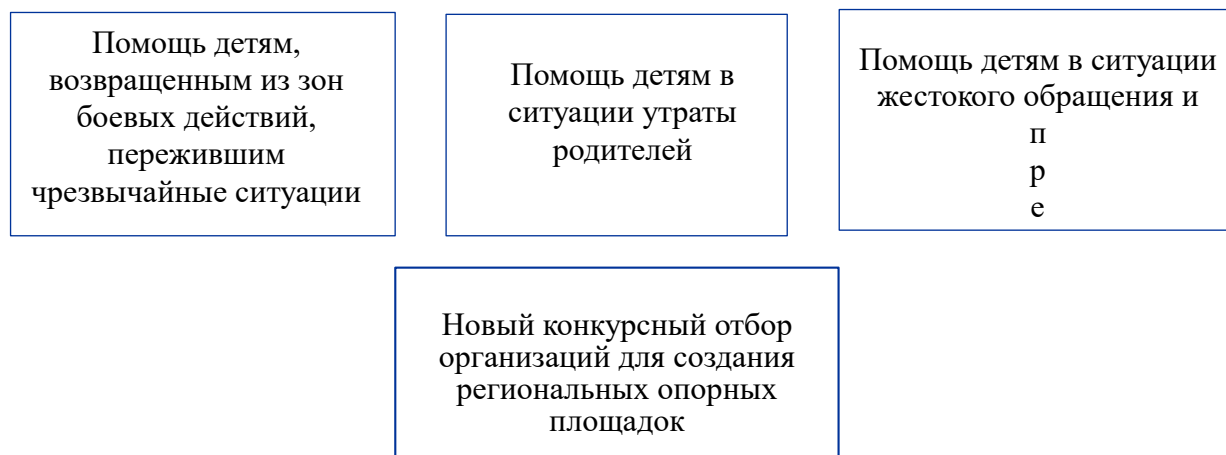 Помощь детям,
возвращенным из зон
боевых действий,
пережившим
чрезвычайные ситуации
Помощь детям в
ситуации утраты
родителей
Помощь детям в ситуации
жестокого обращения и
п
р
е
Новый конкурсный отбор
организаций для создания
региональных опорных
площадок